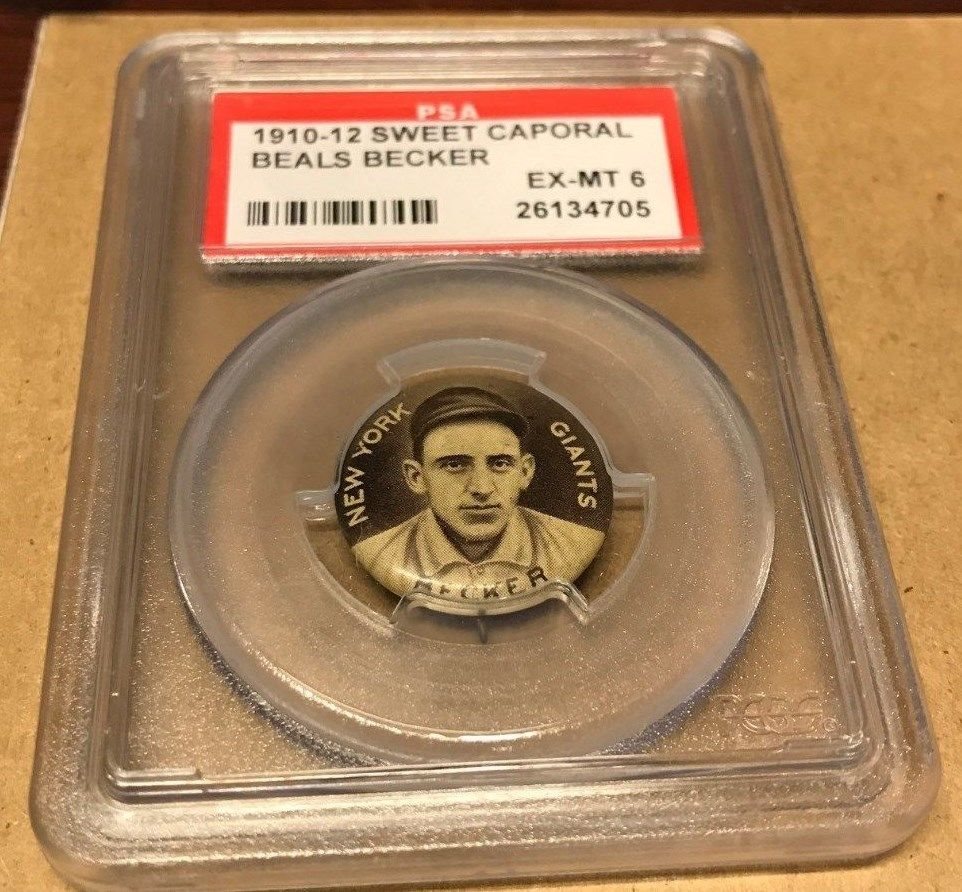 PSA
1910-12 SWEET CAPORAL
BEALS BECKER
EX-MT 6
26134705
NEW YORK
GIANTS
BECKER